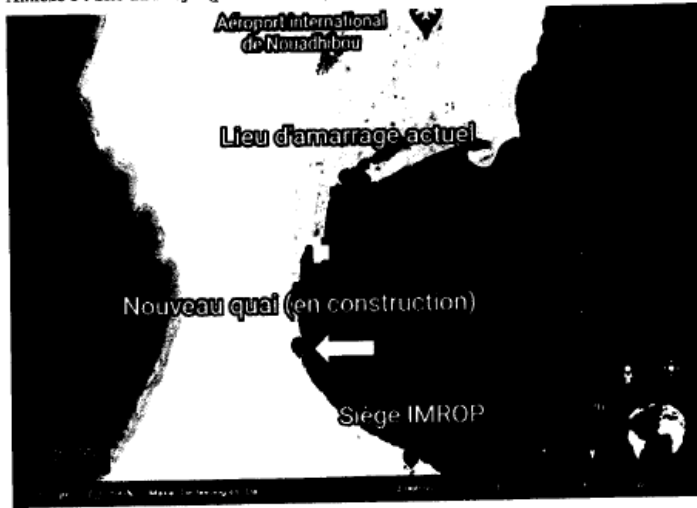 Aéroport international
de Nouadhibou
Lieu d'amarrage actuel
Nouveau quai (en construction)
Siège IMROP